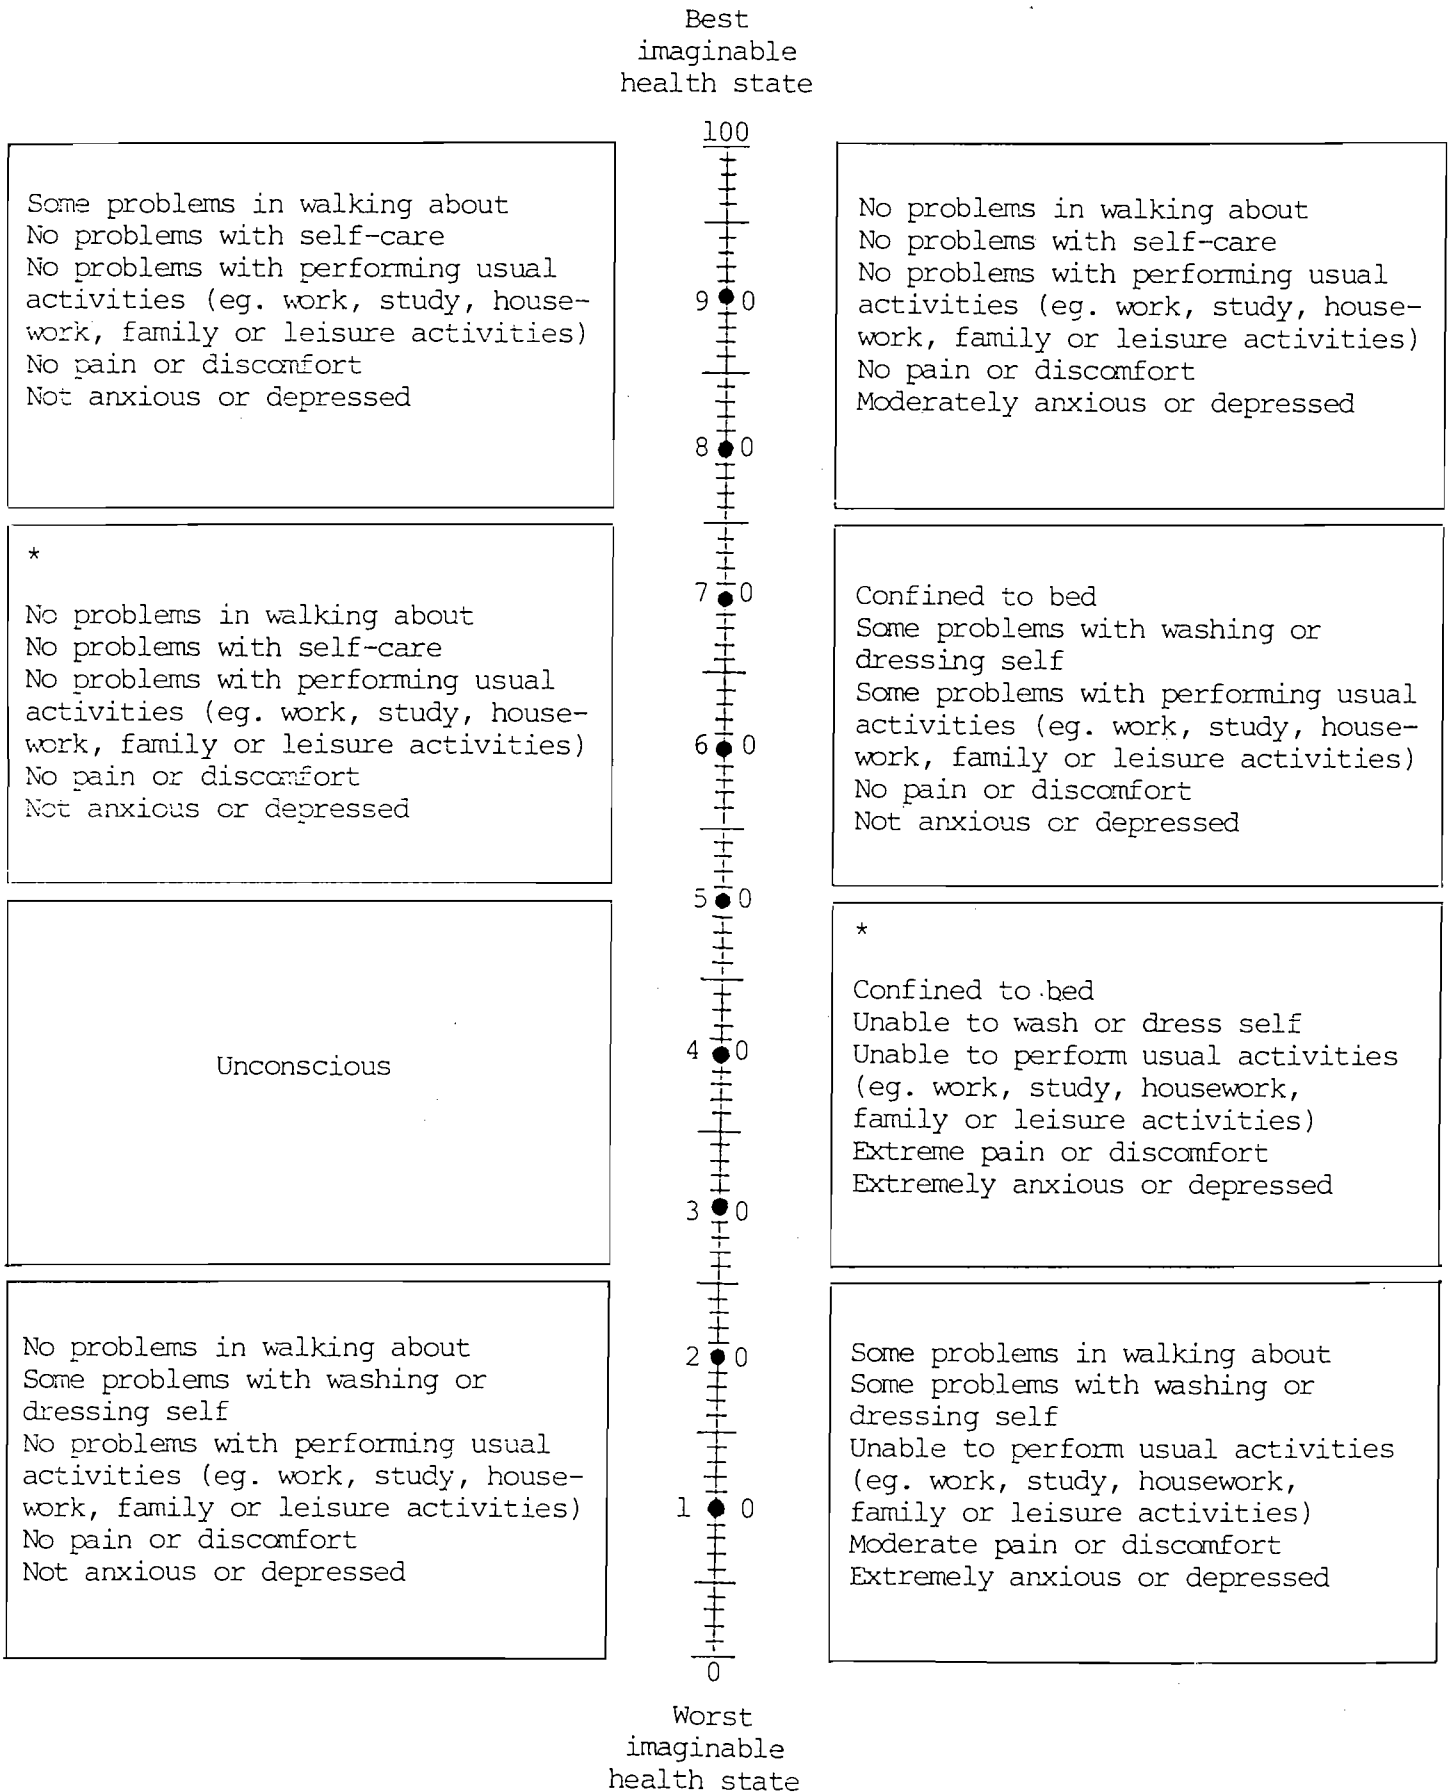 Best
imaginable
health state
100
Some problems in walking about
No problems with self-care
No problems with performing usual
activities (eg. work, study, house-
work, family or leisure activities)
No pain or discomfort
Not anxious or depressed
*
No problems in walking about
No problems with self-care
No problems with performing usual
activities (eg. work, study, house-
work, family or leisure activities)
No pain or discomfort
Not anxious or depressed
Unconscious
No problems in walking about
Some problems with washing or
dressing self
No problems with performing usual
activities (eg. work, study, house-
work, family or leisure activities)
No pain or discomfort
Not anxious or depressed
90
80
70
60
50
40
30
20
10
0
No problems in walking about
No problems with self-care
No problems with performing usual
activities (eg. work, study, house-
work, family or leisure activities)
No pain or discomfort
Moderately anxious or depressed
Confined to bed
Some problems with washing or
dressing self
Some problems with performing usual
activities (eg. work, study, house-
work, family or leisure activities)
No pain or discomfort
Not anxious or depressed
*
Confined to bed
Unable to wash or dress self
Unable to perform usual activities
(eg. work, study, housework,
family or leisure activities)
Extreme pain or discomfort
Extremely anxious or depressed
Some problems in walking about
Some problems with washing or
dressing self
Unable to perform usual activities
(eg. work, study, housework,
family or leisure activities)
Moderate pain or discomfort
Extremely anxious or depressed
Worst
imaginable
health state